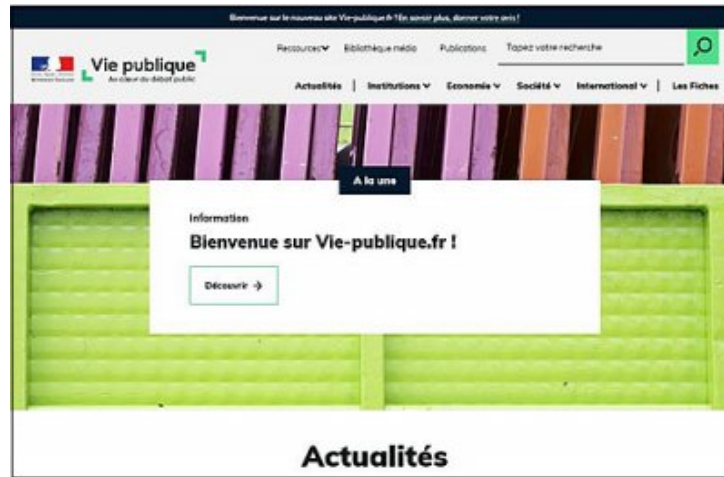 Bienvenue sur le nouveau site Vie-publique.fr ! En savoir plus, donner votre avis !
Ressources Bibliothèque média Publications Tapez votre recherche
Vie publique
Au cœur du débat public
Actualités | Institutions Economie Société International | Les Fiches
A la une
Information
Bienvenue sur Vie-publique.fr !
Découvrir →
Actualités